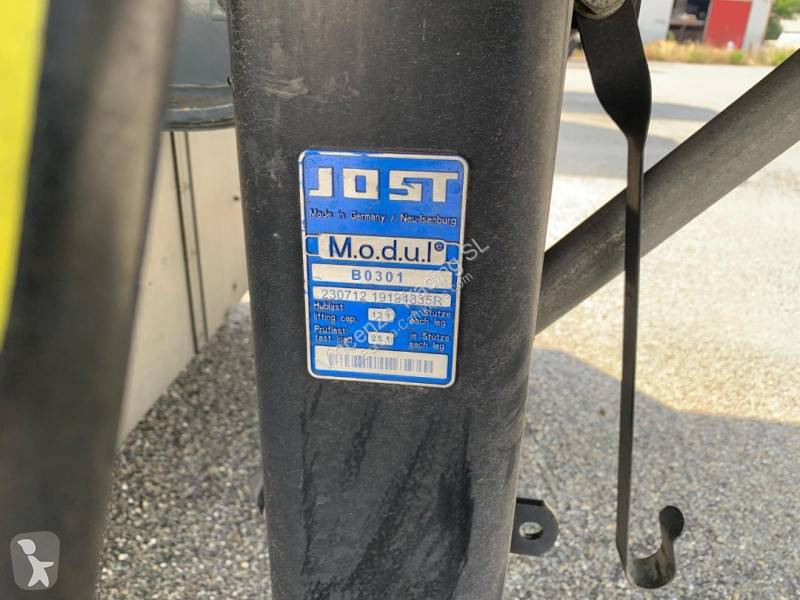 JOST
Made in Germany / Neu-Isenburg
M.o.d.u.l®
B0301
230712 19194335R
Hublast
lifting cap.
12 t
je Stütze
each leg
Prüflast
test load
25 t
je Stütze
each leg